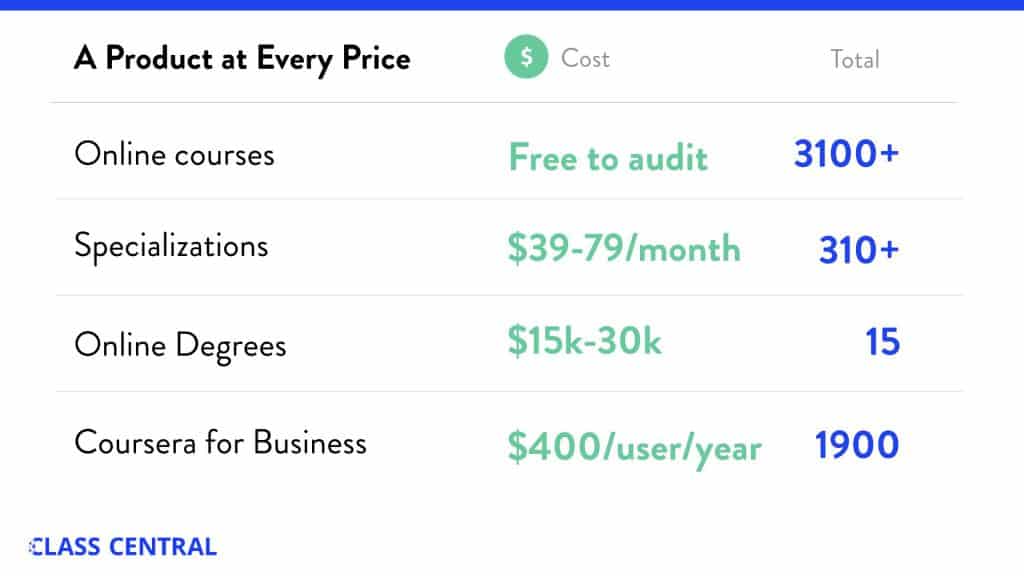 A Product at Every Price $ Cost Total
Online courses Free to audit 3100+
Specializations $39-79/month 310+
Online Degrees $15k-30k 15
Coursera for Business $400/user/year 1900
CLASS CENTRAL